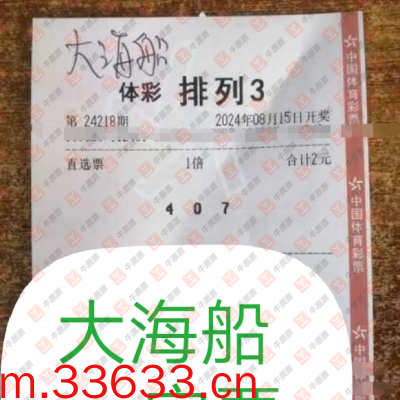 大海船
体彩 排列3
第 24218期 2024年08月15日开奖
直选票 1倍 合计2元
4 0 7
中国体育彩票
中国体育彩票
中国
大海船
m.33633.cn